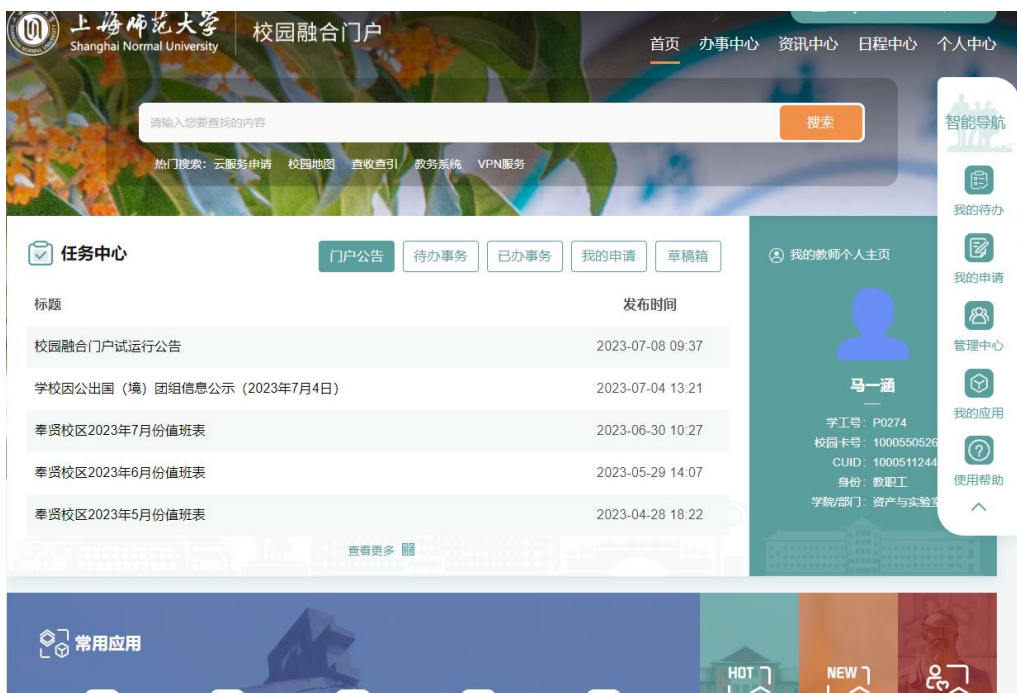 上海师范大学
Shanghai Normal University
校园融合门户
首页 办事中心 资讯中心 日程中心 个人中心
请输入您要查找的内容
搜索
热门搜索: 云服务申请 校园地图 查收查引 教务系统 VPN服务
智能导航
我的待办
我的申请
管理中心
我的应用
使用帮助
任务中心
门户公告 待办事务 已办事务 我的申请 草稿箱
标题 发布时间
校园融合门户试运行公告 2023-07-08 09:37
学校因公出国（境）团组信息公示（2023年7月4日） 2023-07-04 13:21
奉贤校区2023年7月份值班表 2023-06-30 10:27
奉贤校区2023年6月份值班表 2023-05-29 14:07
奉贤校区2023年5月份值班表 2023-04-28 18:22
查看更多
我的教师个人主页
马一涵
学工号: P0274
校园卡号: 1000550526
CUID: 1000511244
身份: 教职工
学院/部门: 资产与实验室
常用应用
HOT
NEW